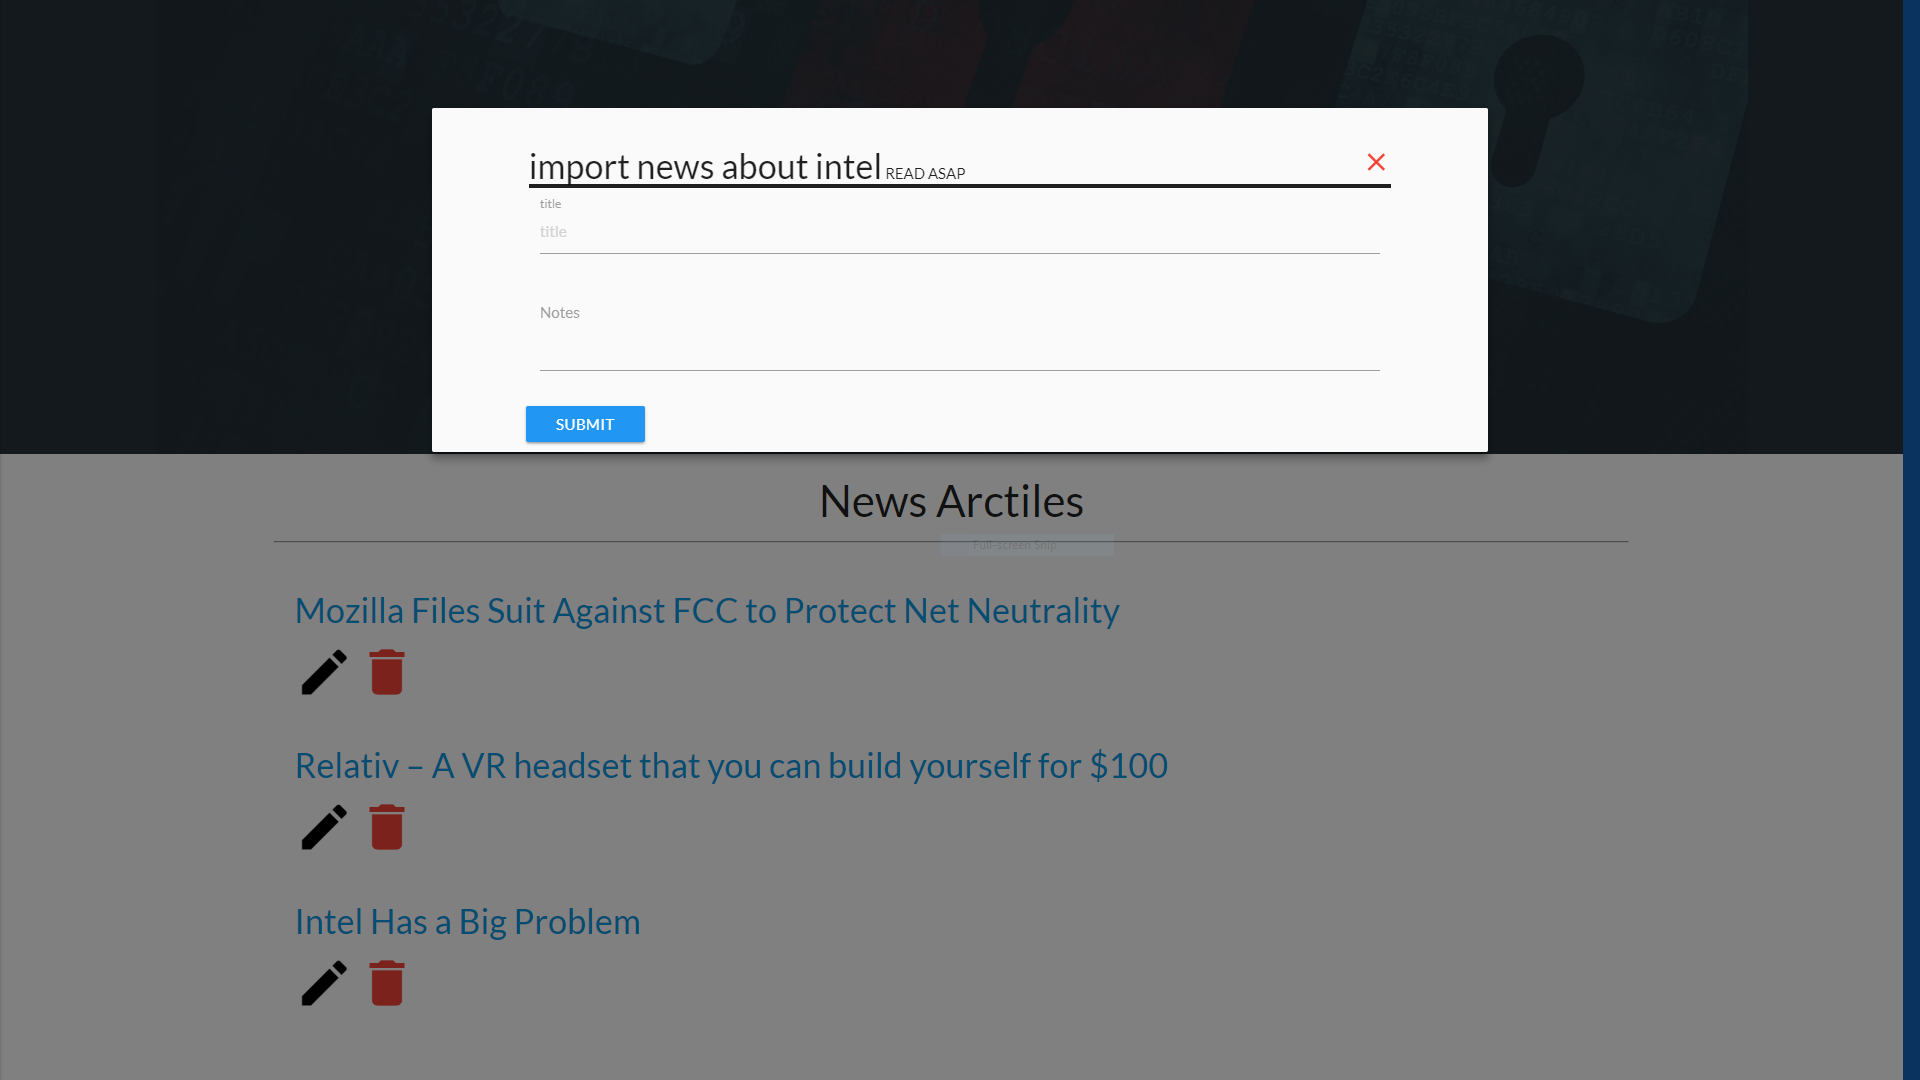 import news about intel READ ASAP
title
title
Notes
SUBMIT
News Arctiles
Full-screen Snip
Mozilla Files Suit Against FCC to Protect Net Neutrality
Relativ – A VR headset that you can build yourself for $100
Intel Has a Big Problem